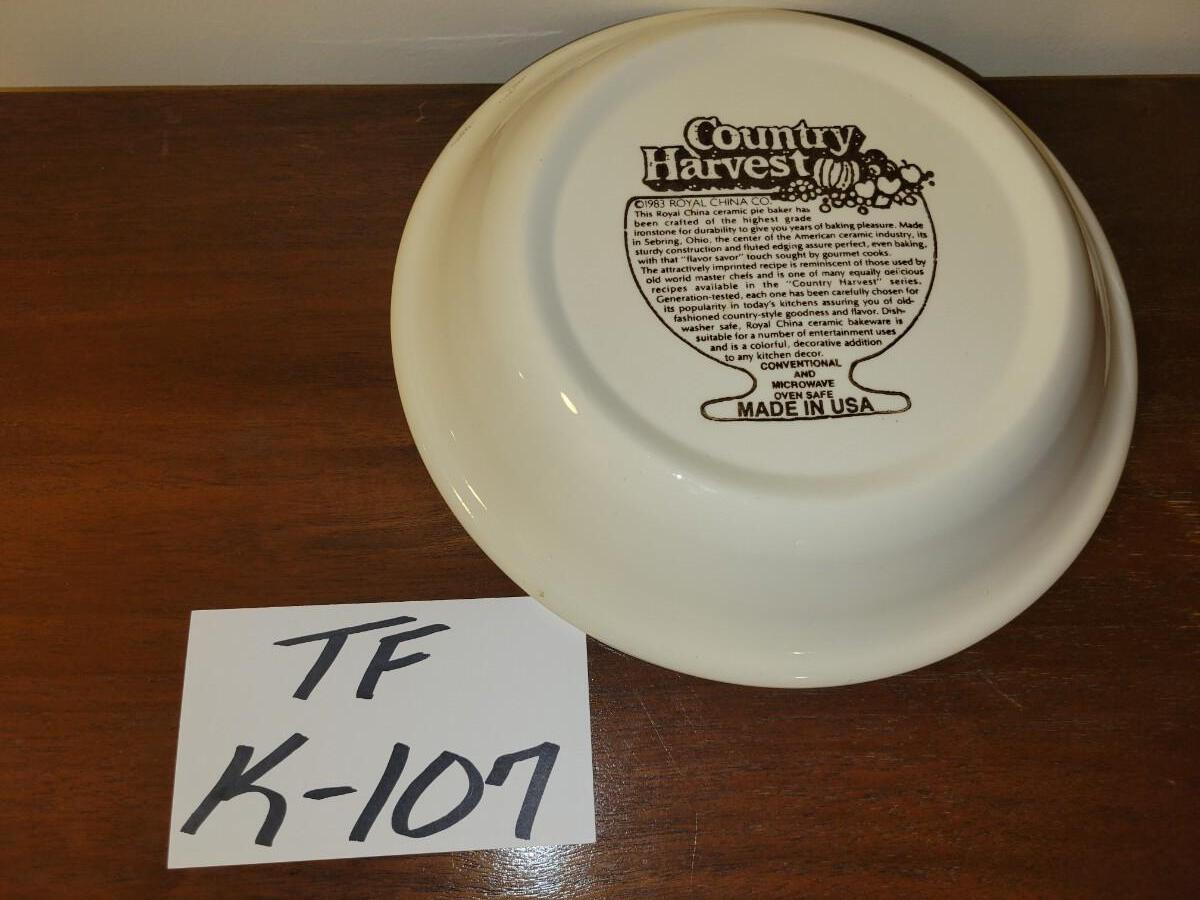 Country
Harvest
©1983 ROYAL CHINA CO.
This Royal China ceramic pie baker has
been crafted of the highest grade
ironstone for durability to give you years of baking pleasure. Made
in Sebring, Ohio, the center of the American ceramic industry, its
sturdy construction and fluted edging assure perfect, even baking,
with that "flavor savor" touch sought by gourmet cooks.
The attractively imprinted recipe is reminiscent of those used by
old world master chefs and is one of many equally delicious
recipes available in the "Country Harvest" series.
Generation-tested, each one has been carefully chosen for
its popularity in today's kitchens assuring you of old-
fashioned country-style goodness and flavor. Dish-
washer safe, Royal China ceramic bakeware is
suitable for a number of entertainment uses
and is a colorful, decorative addition
to any kitchen decor.
CONVENTIONAL
AND
MICROWAVE
OVEN SAFE
MADE IN USA
TF
K-107